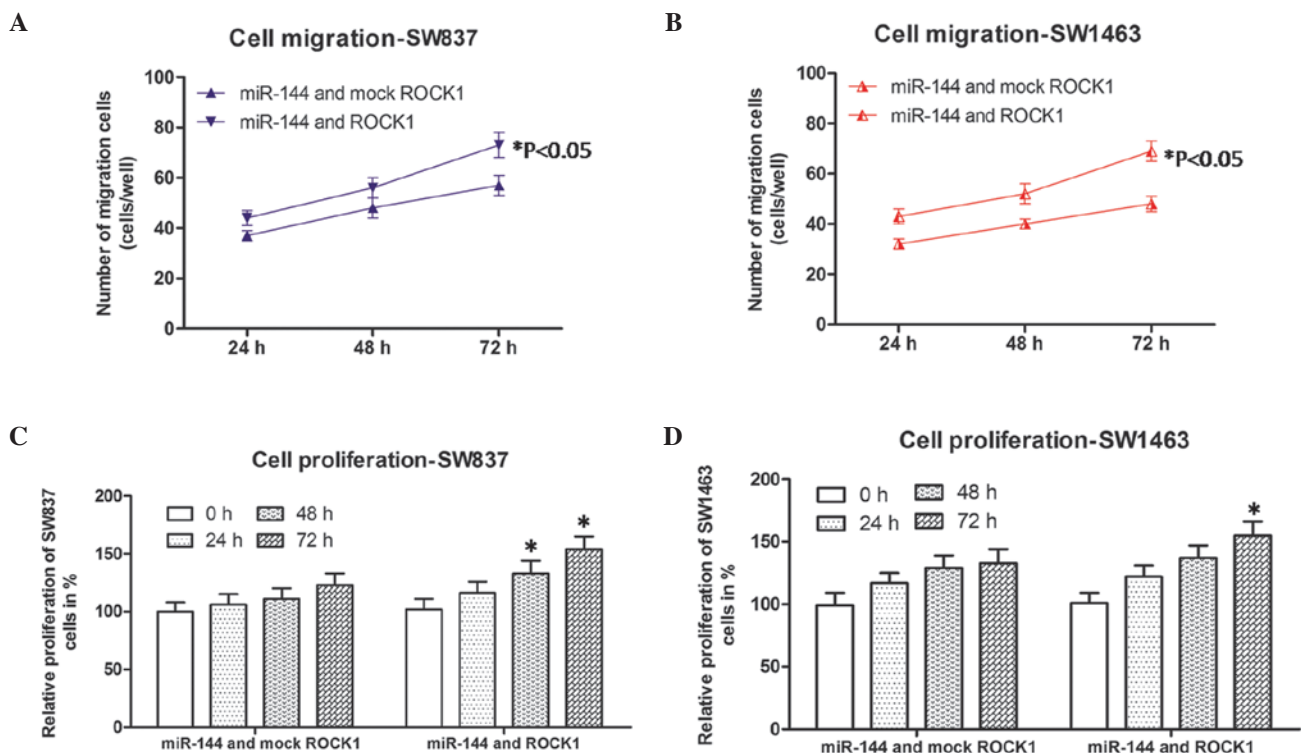 A
Cell migration-SW837
Number of migration cells
(cells/well)
100
80
60
40
20
0
miR-144 and mock ROCK1
miR-144 and ROCK1
*P<0.05
24 h 48 h 72 h
B
Cell migration-SW1463
Number of migration cells
(cells/well)
100
80
60
40
20
0
miR-144 and mock ROCK1
miR-144 and ROCK1
*P<0.05
24 h 48 h 72 h
C
Cell proliferation-SW837
Relative proliferation of SW837
cells in %
200
150
100
50
0
0 h 48 h
24 h 72 h
* *
miR-144 and mock ROCK1 miR-144 and ROCK1
D
Cell proliferation-SW1463
Relative proliferation of SW1463
cells in %
200
150
100
50
0
0 h 48 h
24 h 72 h
*
miR-144 and mock ROCK1 miR-144 and ROCK1